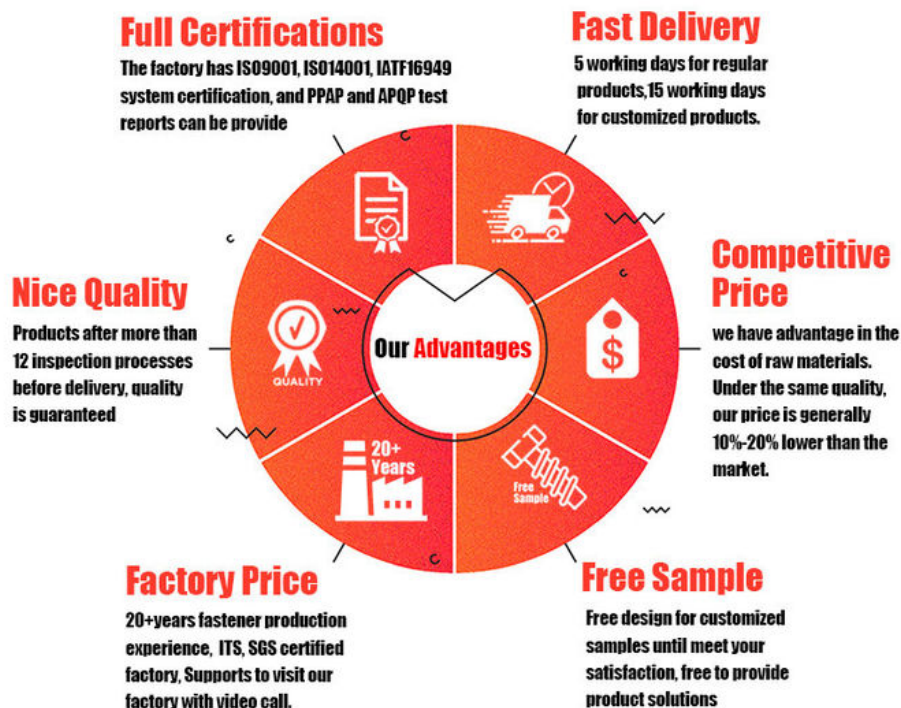 Full Certifications
The factory has ISO9001, ISO14001, IATF16949
system certification, and PPAP and APQP test
reports can be provide
Fast Delivery
5 working days for regular
products,15 working days
for customized products.
Nice Quality
Products after more than
12 inspection processes
before delivery, quality
is guaranteed
QUALITY
Our Advantages
$
Competitive
Price
we have advantage in the
cost of raw materials.
Under the same quality,
our price is generally
10%-20% lower than the
market.
20+
Years
Free
Sample
Factory Price
20+years fastener production
experience, ITS, SGS certified
factory, Supports to visit our
factory with video call.
Free Sample
Free design for customized
samples until meet your
satisfaction, free to provide
product solutions